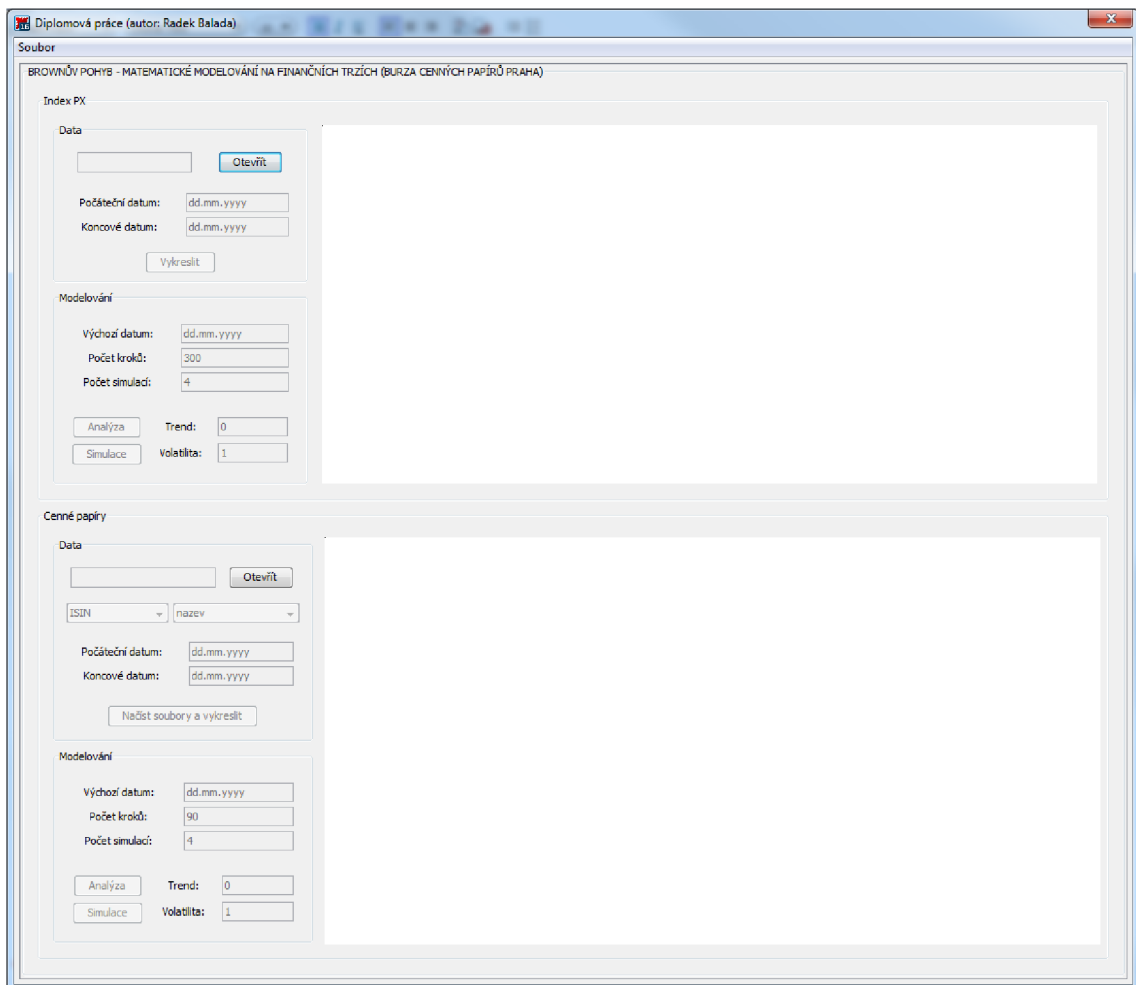 Diplomová práce (autor: Radek Balada)
Soubor
BROWNŮV POHYB - MATEMATICKÉ MODELOVÁNÍ NA FINANČNÍCH TRZÍCH (BURZA CENNÝCH PAPÍRŮ PRAHA)
Index PX
Data
Otevřít
Počáteční datum: dd.mm.yyyy
Koncové datum: dd.mm.yyyy
Vykreslit
Modelování
Výchozí datum: dd.mm.yyyy
Počet kroků: 300
Počet simulací: 4
Analýza Trend: 0
Simulace Volatilita: 1
Cenné papíry
Data
Otevřít
ISIN nazev
Počáteční datum: dd.mm.yyyy
Koncové datum: dd.mm.yyyy
Načíst soubory a vykreslit
Modelování
Výchozí datum: dd.mm.yyyy
Počet kroků: 90
Počet simulací: 4
Analýza Trend: 0
Simulace Volatilita: 1